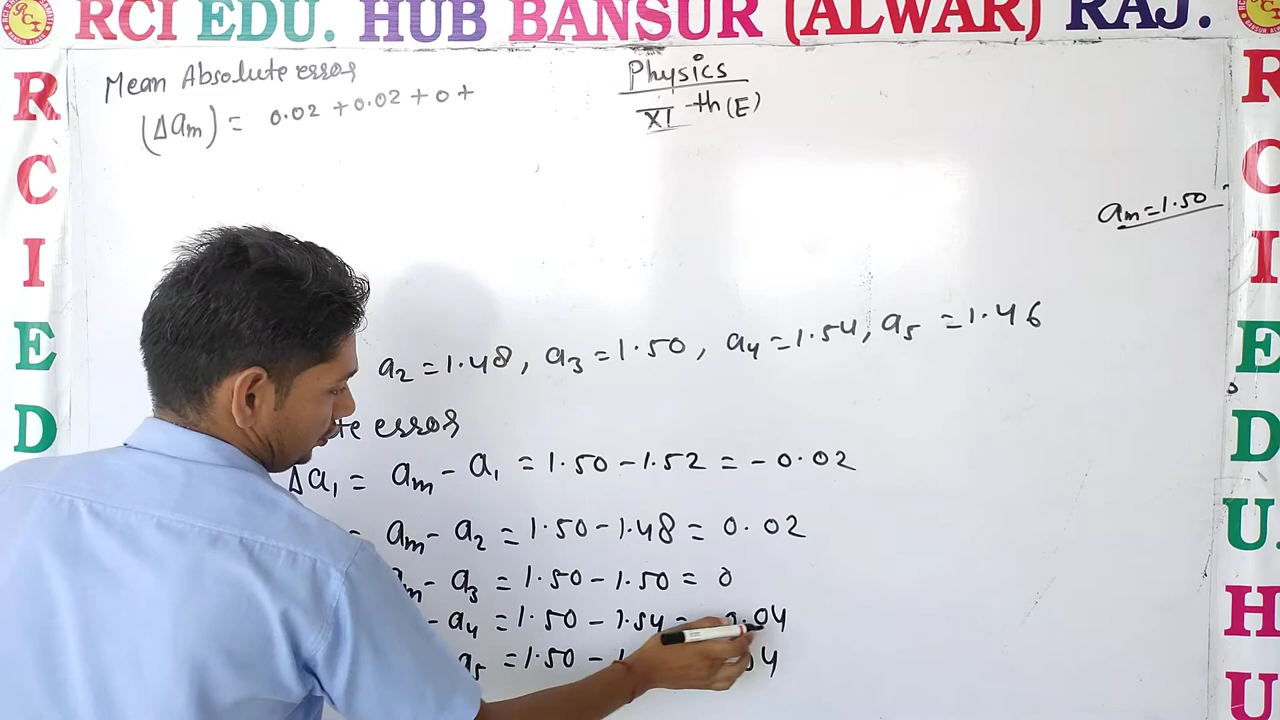 RCI EDU. HUB BANSUR (ALWAR) RAJ.
R
C
I
E
D
R
C
I
E
D
U.
H
U
Mean Absolute error
(Δam) = 0.02 + 0.02 + 0 +
Physics
XI th (E)
am = 1.50
a2 = 1.48, a3 = 1.50, a4 = 1.54, a5 = 1.46
te error
Δa1 = am - a1 = 1.50 - 1.52 = - 0.02
= am - a2 = 1.50 - 1.48 = 0.02
m - a3 = 1.50 - 1.50 = 0
- a4 = 1.50 - 1.54 = 0.04
a5 = 1.50 -